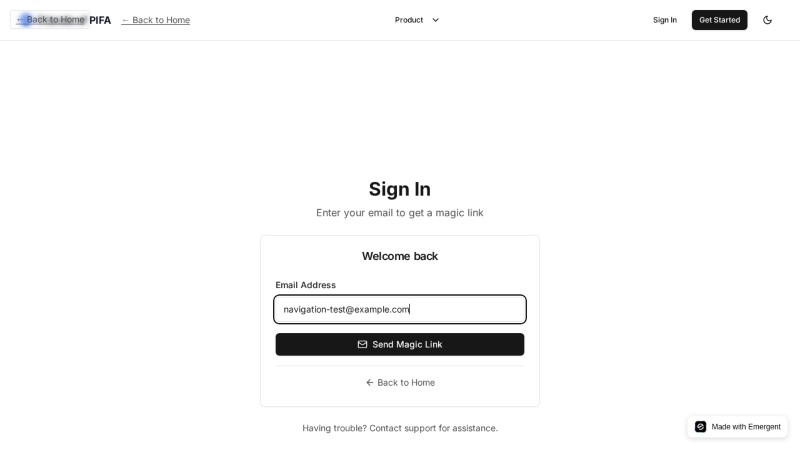 ← Back to Home PIFA ← Back to Home Product Sign In Get Started
Sign In
Enter your email to get a magic link
Welcome back
Email Address
navigation-test@example.com
Send Magic Link
← Back to Home
Having trouble? Contact support for assistance.
Made with Emergent